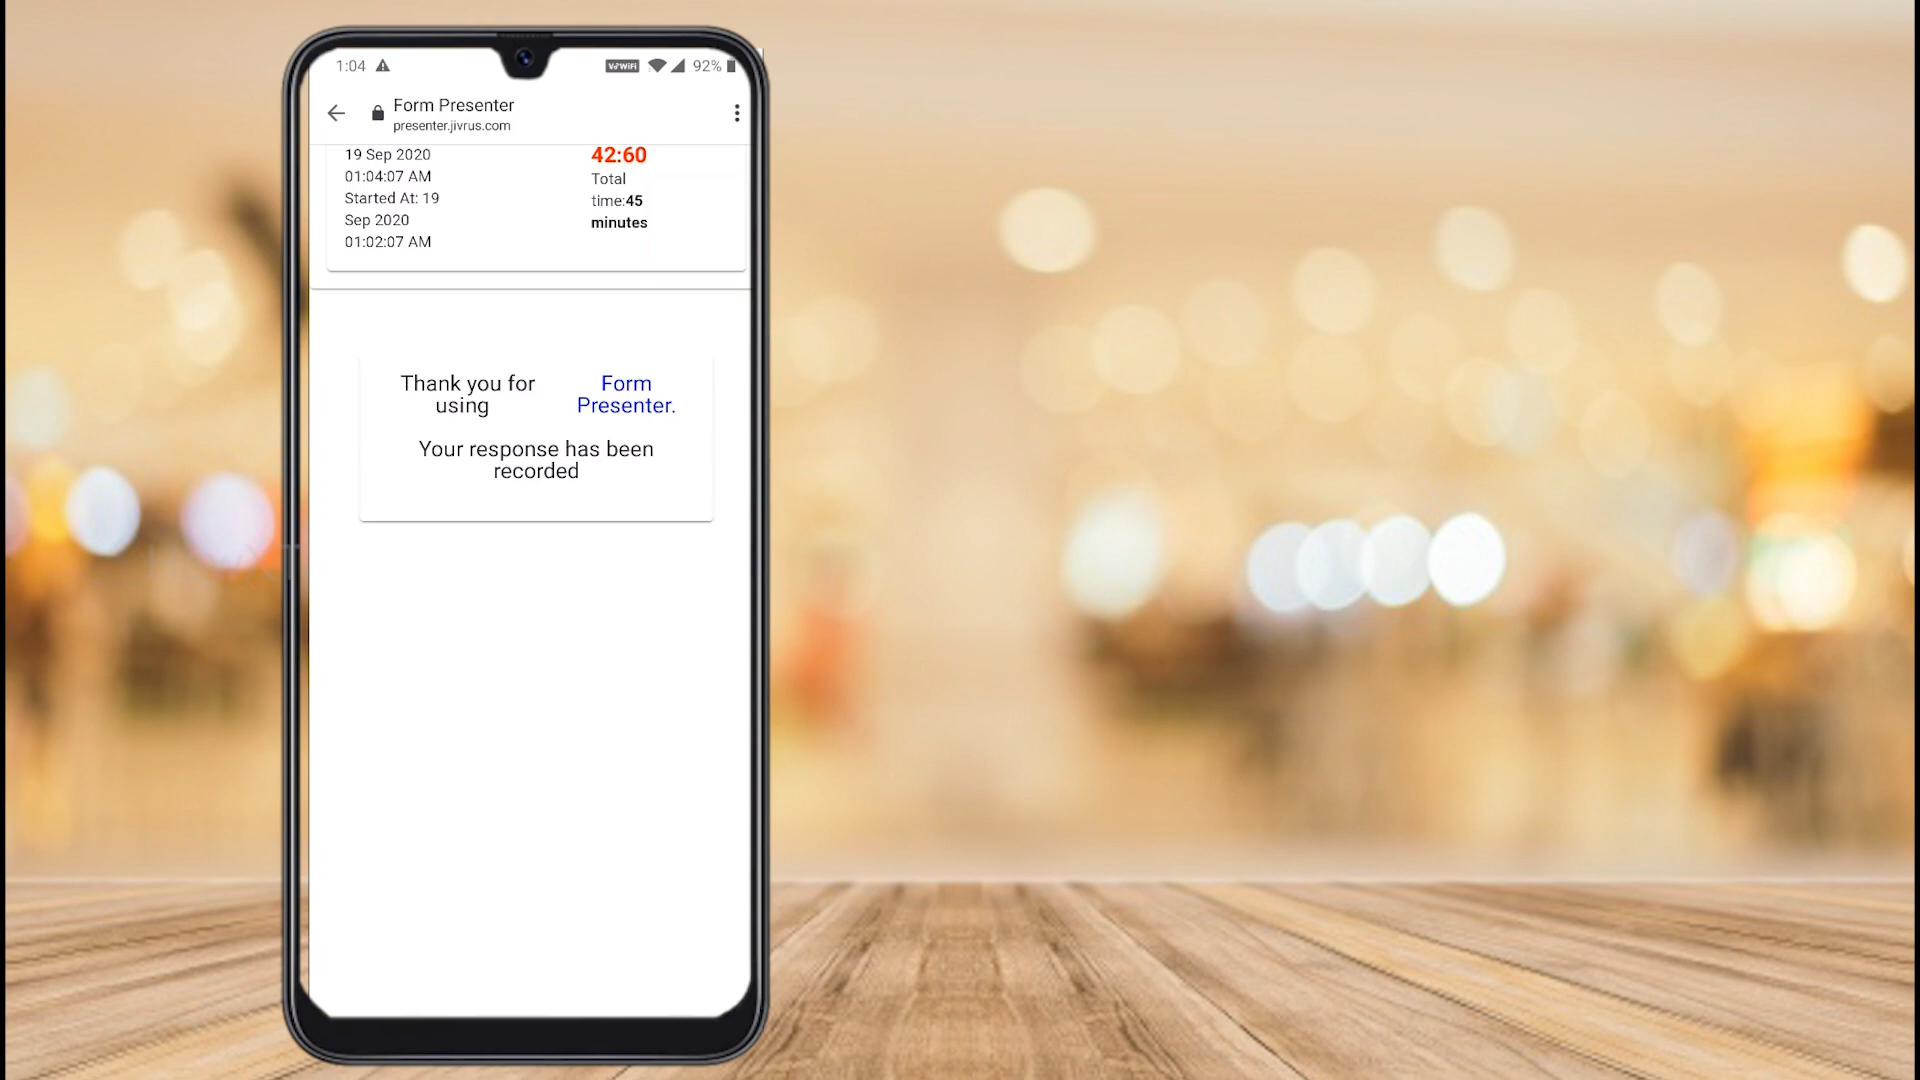 1:04
VoWiFi
92%
Form Presenter
presenter.jivrus.com
19 Sep 2020
01:04:07 AM
Started At: 19
Sep 2020
01:02:07 AM
42:60
Total
time:45
minutes
Thank you for
using
Form
Presenter.
Your response has been
recorded